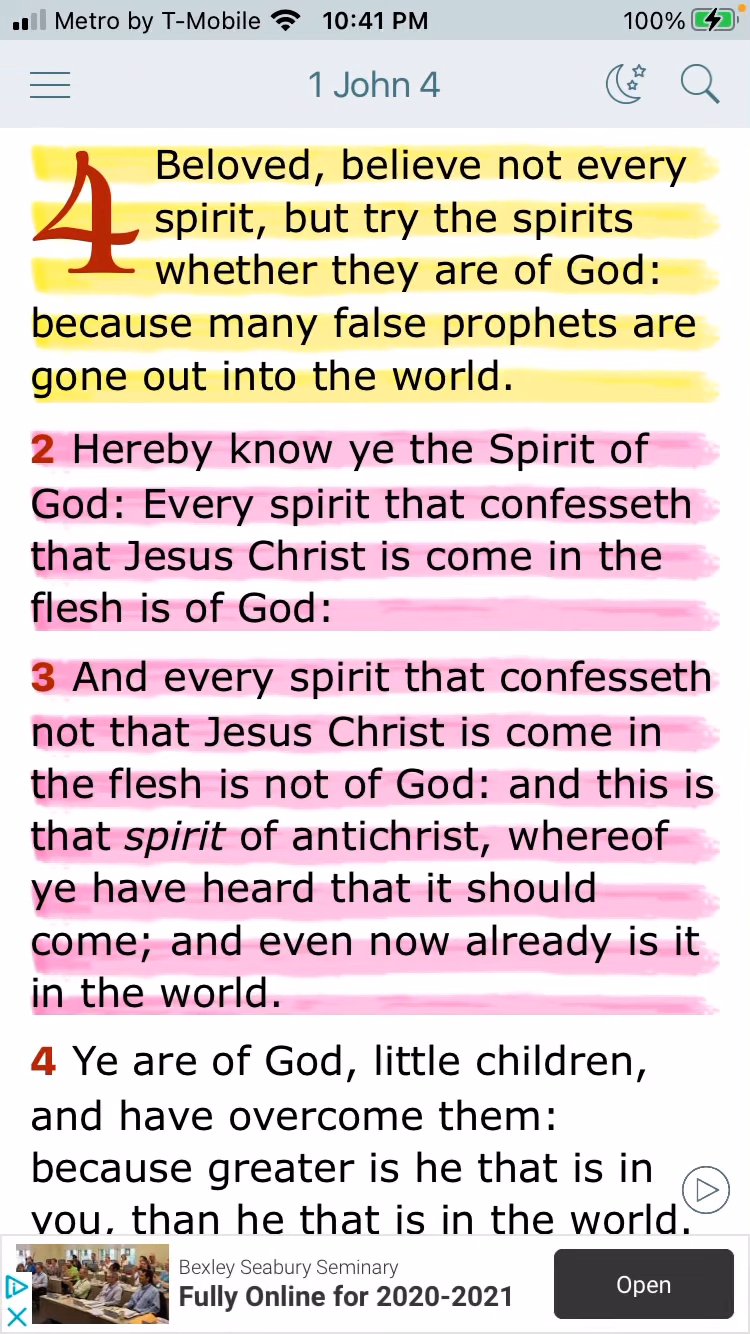 Metro by T-Mobile 10:41 PM 100%
1 John 4
4 Beloved, believe not every
spirit, but try the spirits
whether they are of God:
because many false prophets are
gone out into the world.
2 Hereby know ye the Spirit of
God: Every spirit that confesseth
that Jesus Christ is come in the
flesh is of God:
3 And every spirit that confesseth
not that Jesus Christ is come in
the flesh is not of God: and this is
that spirit of antichrist, whereof
ye have heard that it should
come; and even now already is it
in the world.
4 Ye are of God, little children,
and have overcome them:
because greater is he that is in
you, than he that is in the world.
Bexley Seabury Seminary
Fully Online for 2020-2021
Open